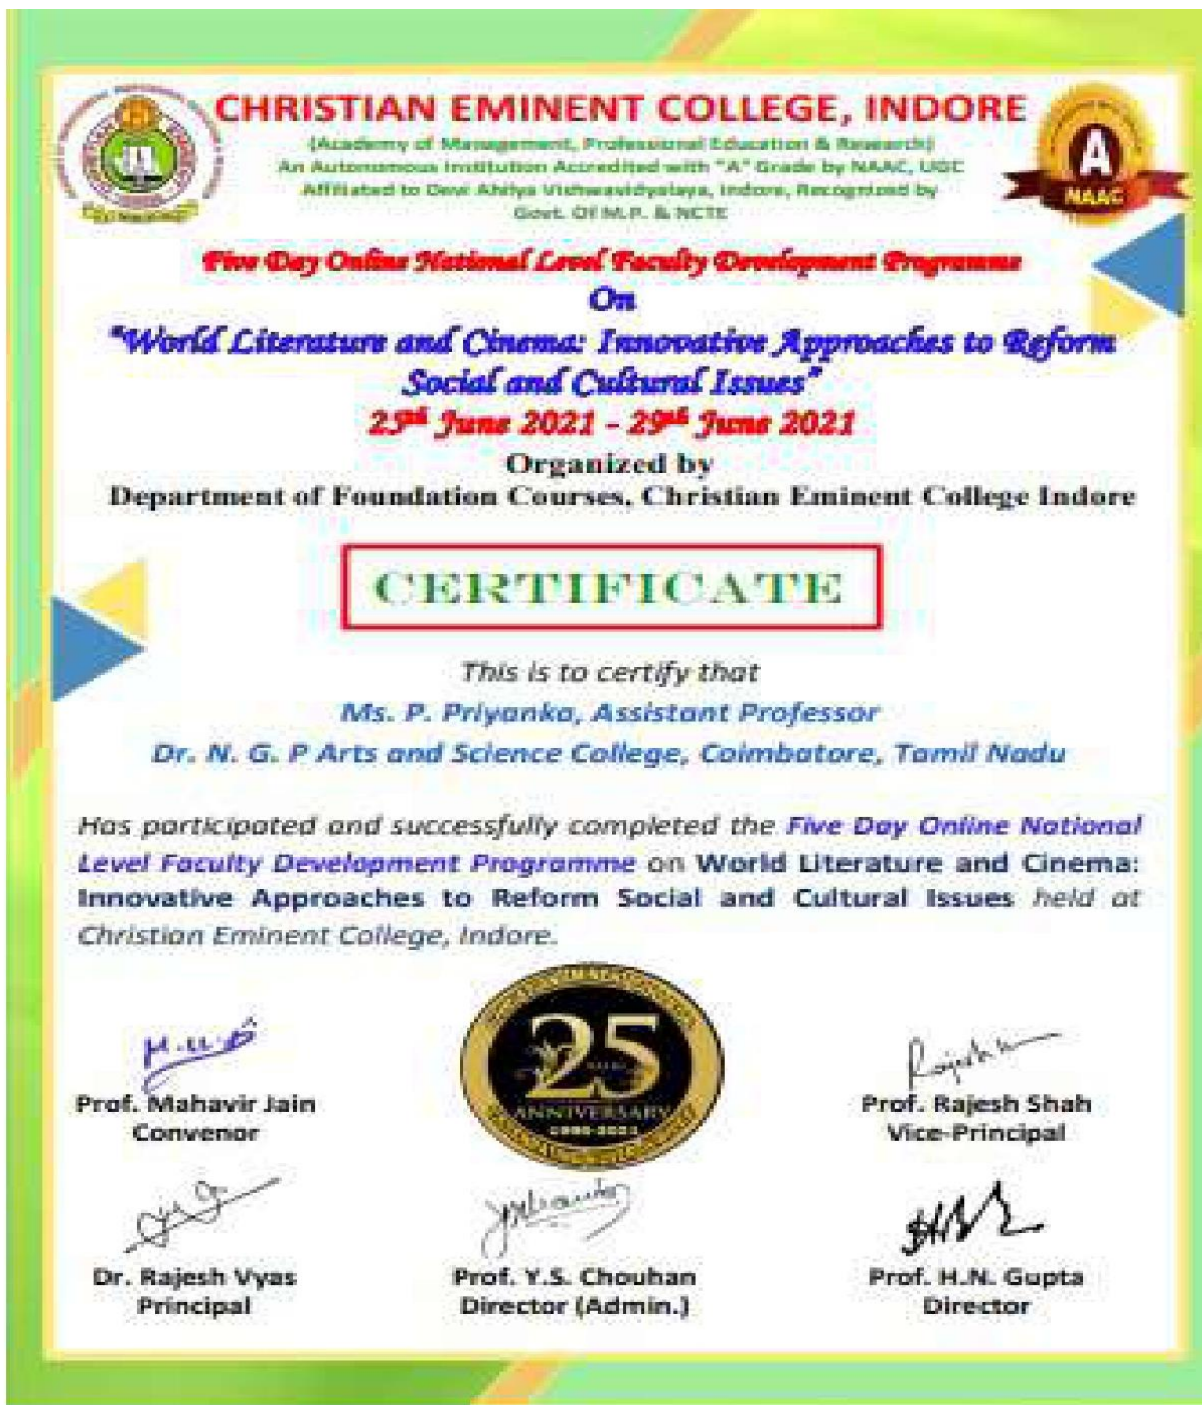 CHRISTIAN EMINENT COLLEGE, INDORE
(Academy of Management, Professional Education & Research)
An Autonomous Institution Accredited with "A" Grade by NAAC, UGC
Affiliated to Devi Ahilya Vishwavidyalaya, Indore, Recognized by
Govt. Of M.P. & NCTE
A
NAAC
Five Day Online National Level Faculty Development Programme
On
"World Literature and Cinema: Innovative Approaches to Reform
Social and Cultural Issues"
June 2021 - June 2021
Organized by
Department of Foundation Courses, Christian Eminent College Indore
CERTIFICATE
This is to certify that
Ms. P. Priyanka, Assistant Professor
Dr. N. G. P Arts and Science College, Coimbatore, Tamil Nadu
Has participated and successfully completed the Five Day Online National
Level Faculty Development Programme on World Literature and Cinema:
Innovative Approaches to Reform Social and Cultural Issues held at
Christian Eminent College, Indore.
25
ANNIVERSARY
Prof. Mahavir Jain
Convenor
Prof. Rajesh Shah
Vice-Principal
Dr. Rajesh Vyas
Principal
Prof. Y.S. Chouhan
Director (Admin.)
Prof. H.N. Gupta
Director